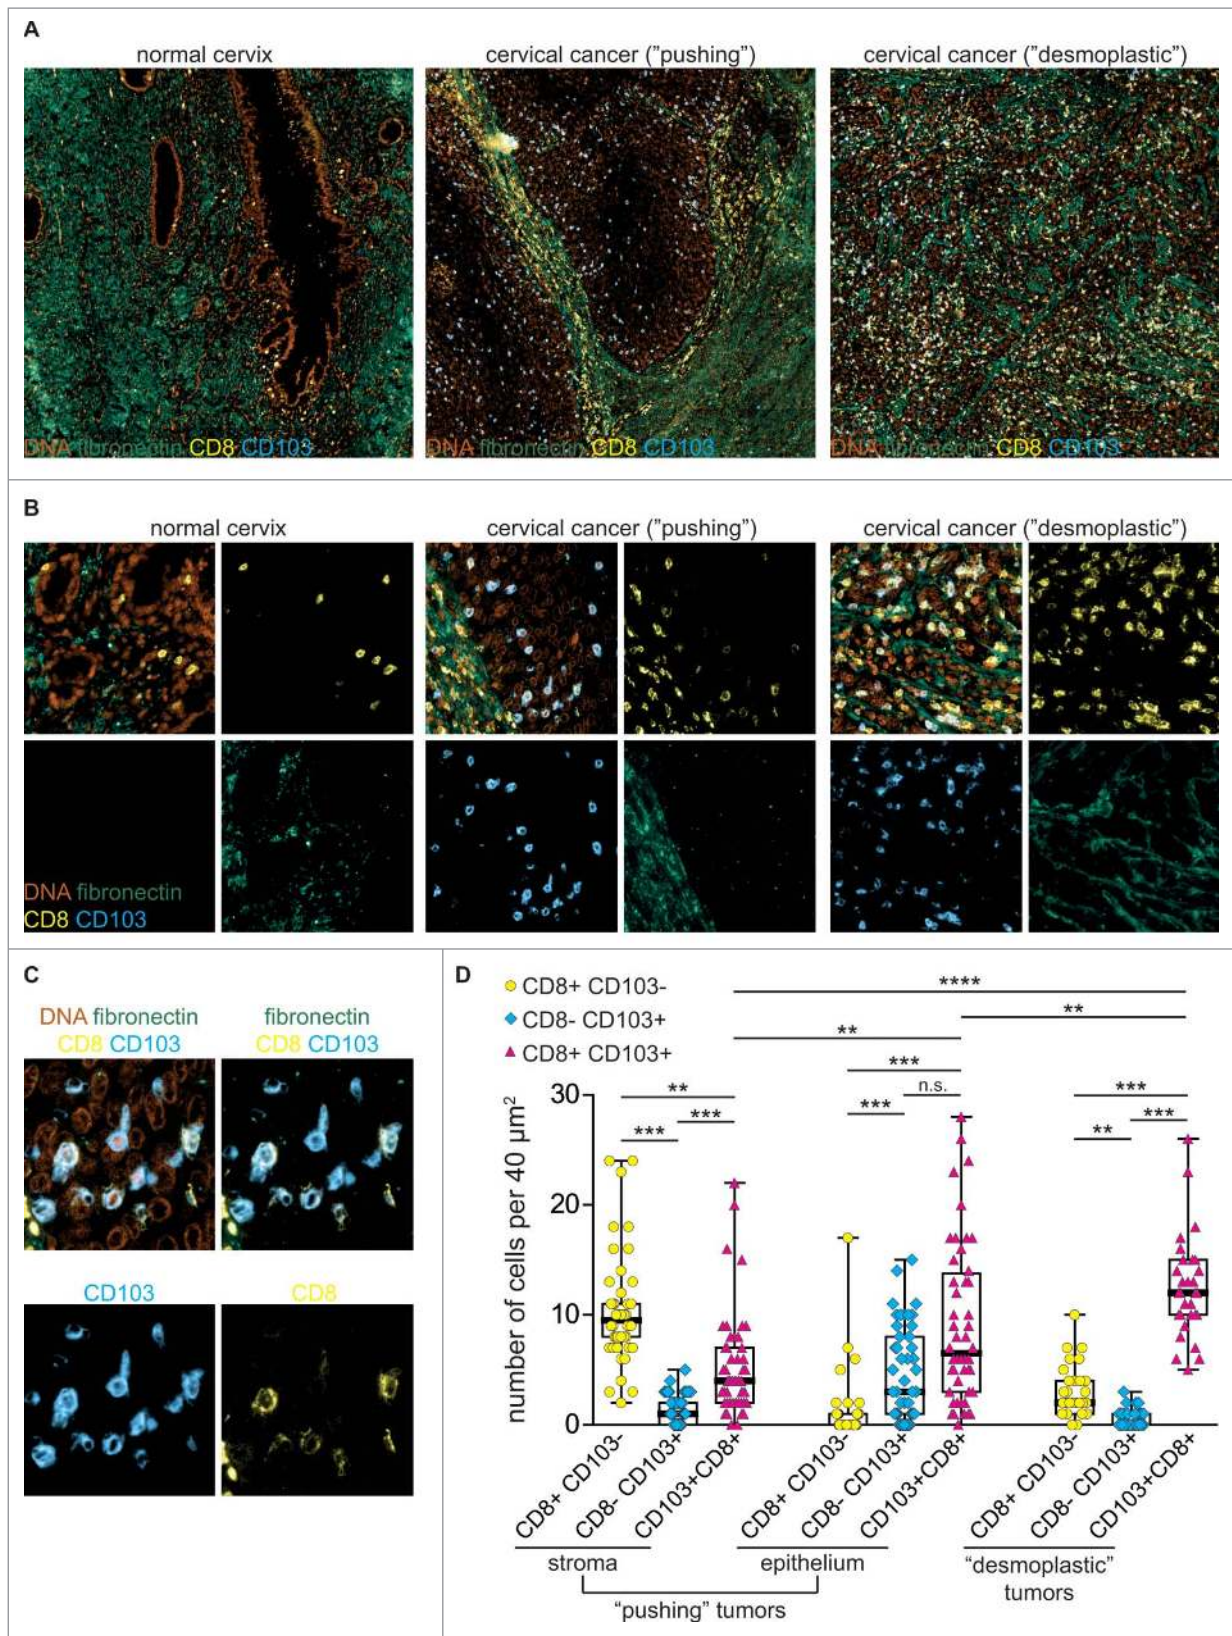 A
normal cervix
cervical cancer ("pushing")
cervical cancer ("desmoplastic")
DNA fibronectin CD8 CD103
DNA fibronectin CD8 CD103
DNA fibronectin CD8 CD103
B
normal cervix
cervical cancer ("pushing")
cervical cancer ("desmoplastic")
DNA fibronectin
CD8 CD103
C
DNA fibronectin
CD8 CD103
fibronectin
CD8 CD103
CD103
CD8
D
CD8+ CD103-
CD8- CD103+
CD8+ CD103+
****
**
**
***
n.s.
**
***
***
***
***
***
**
number of cells per 40 µm²
30
20
10
0
CD8+ CD103-
CD8- CD103+
CD103+CD8+
CD8+ CD103-
CD8- CD103+
CD103+CD8+
CD8+ CD103-
CD8- CD103+
CD103+CD8+
stroma
epithelium
"desmoplastic"
tumors
"pushing" tumors